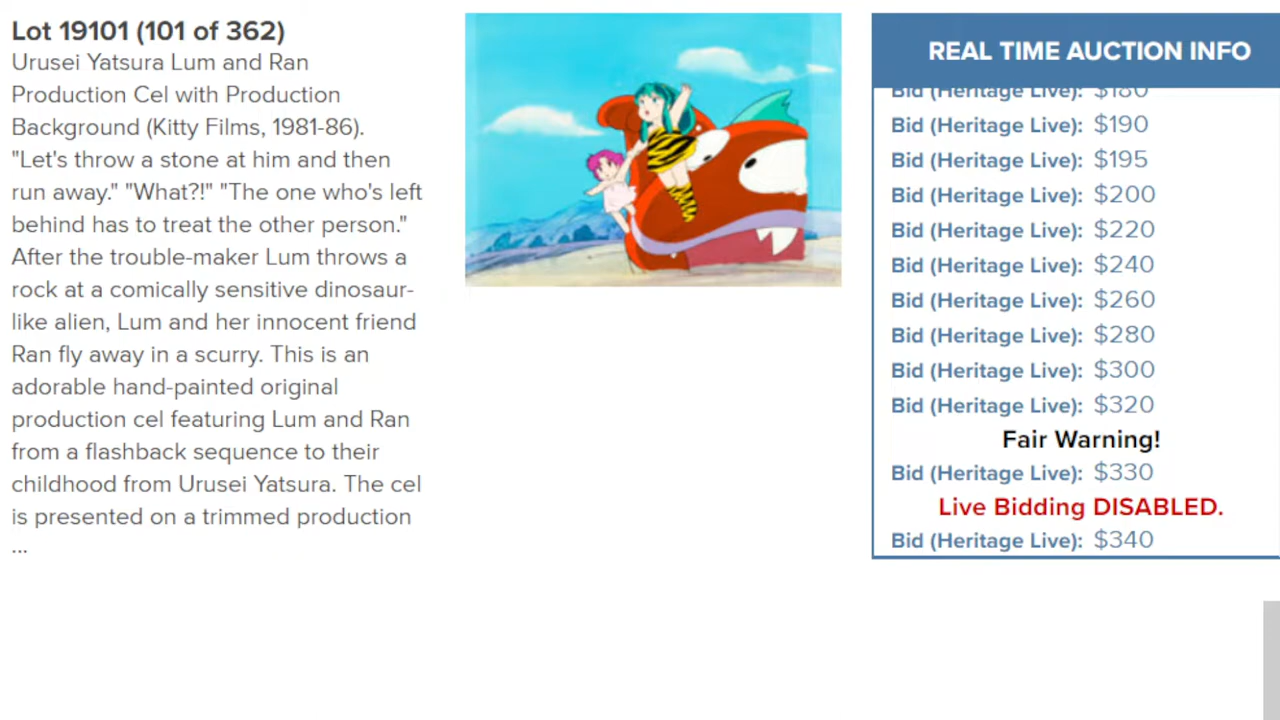 Lot 19101 (101 of 362)
Urusei Yatsura Lum and Ran
Production Cel with Production
Background (Kitty Films, 1981-86).
"Let's throw a stone at him and then
run away." "What?!" "The one who's left
behind has to treat the other person."
After the trouble-maker Lum throws a
rock at a comically sensitive dinosaur-
like alien, Lum and her innocent friend
Ran fly away in a scurry. This is an
adorable hand-painted original
production cel featuring Lum and Ran
from a flashback sequence to their
childhood from Urusei Yatsura. The cel
is presented on a trimmed production
...
REAL TIME AUCTION INFO
Bid (Heritage Live): $180
Bid (Heritage Live): $190
Bid (Heritage Live): $195
Bid (Heritage Live): $200
Bid (Heritage Live): $220
Bid (Heritage Live): $240
Bid (Heritage Live): $260
Bid (Heritage Live): $280
Bid (Heritage Live): $300
Bid (Heritage Live): $320
Fair Warning!
Bid (Heritage Live): $330
Live Bidding DISABLED.
Bid (Heritage Live): $340